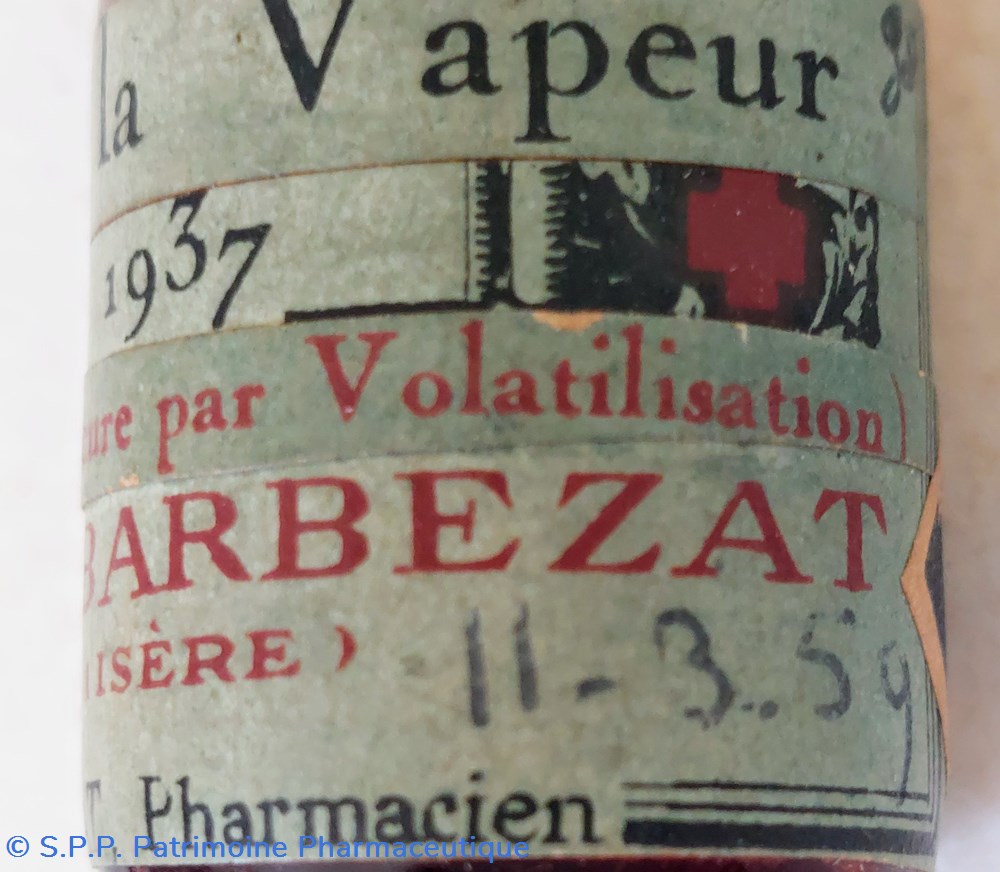 la Vapeur
1937
par Volatilisation)
BARBEZAT
ISÈRE)
11-3.59
Pharmacien
© S.P.P. Patrimoine Pharmaceutique